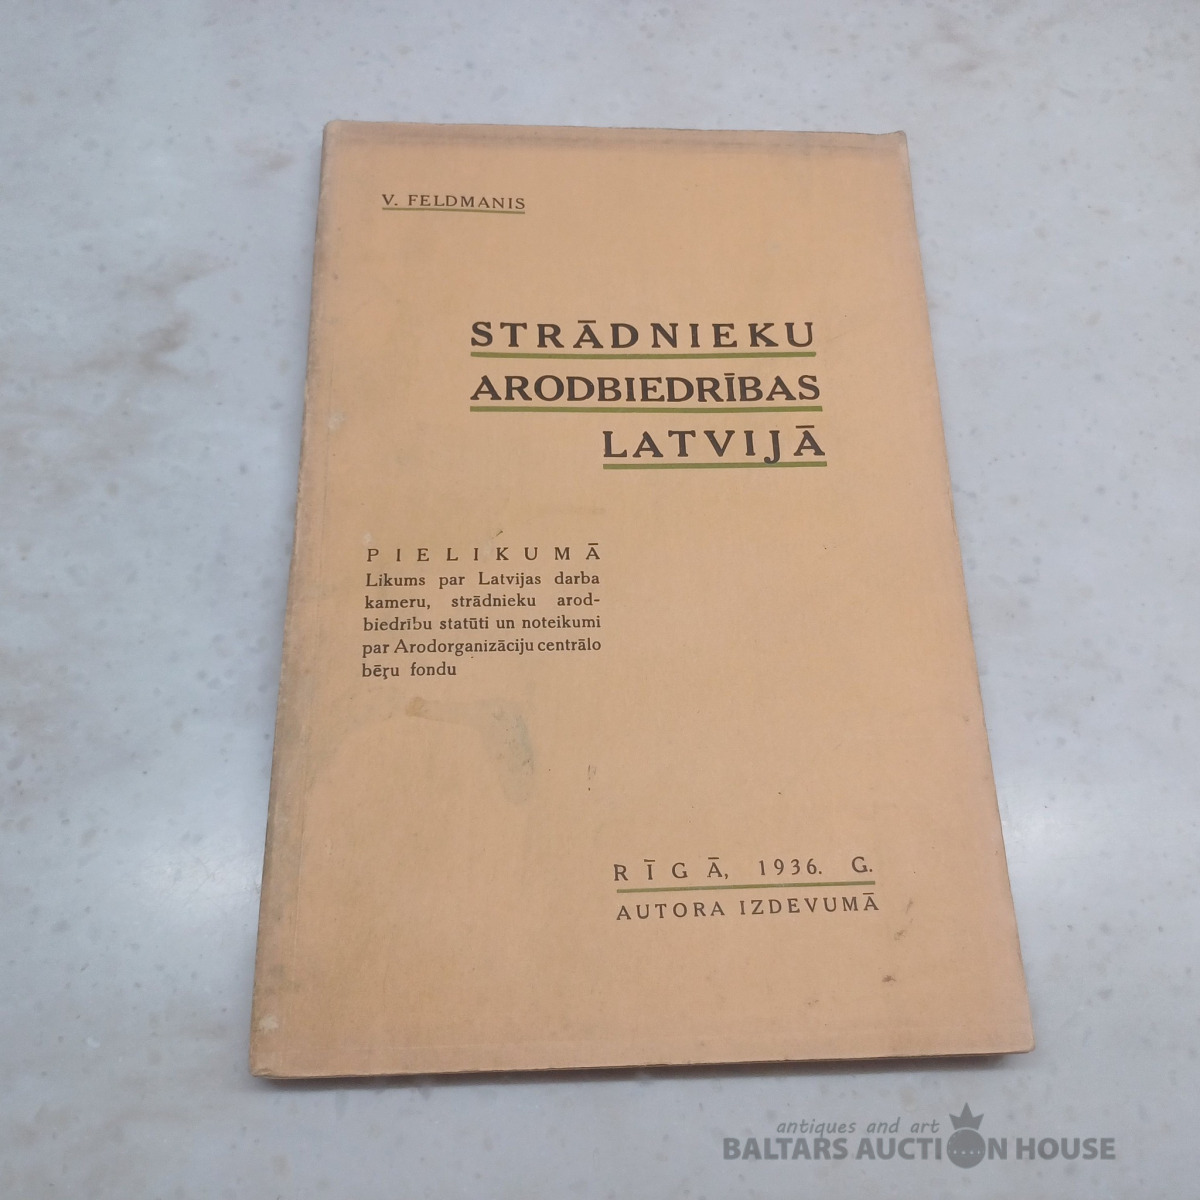 V. FELDMANIS
STRĀDNIEKU
ARODBIEDRĪBAS
LATVIJĀ
PIELIKUMĀ
Likums par Latvijas darba
kameru, strādnieku arod-
biedrību statūti un noteikumi
par Arodorganizāciju centrālo
bēŗu fondu
RĪGĀ, 1936. G.
AUTORA IZDEVUMĀ
antiques and art
BALTARS AUCTION HOUSE